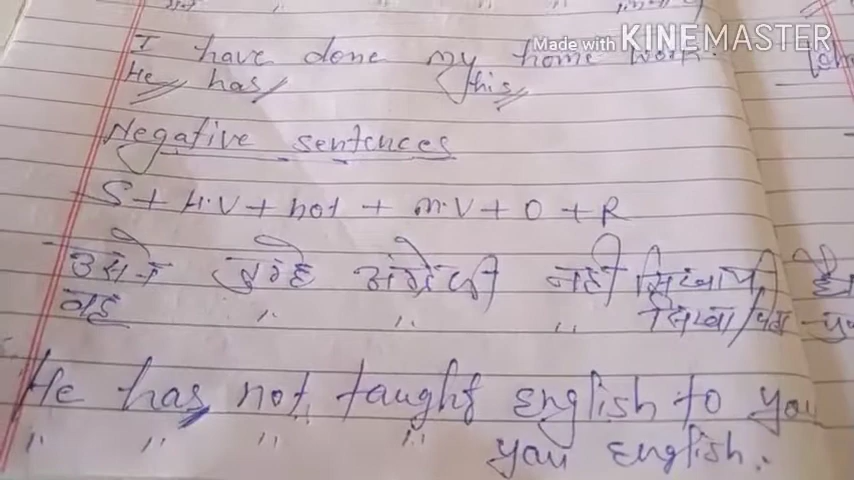 Made with KINEMASTER
I have done my home work.
He has this
Negative sentences
S + H.V + not + m.V + O + R
उसने तुम्हे अंग्रेजी नहीं सिखायी है
वह " " " सिखा
He has not taught english to you
" " " " you english.